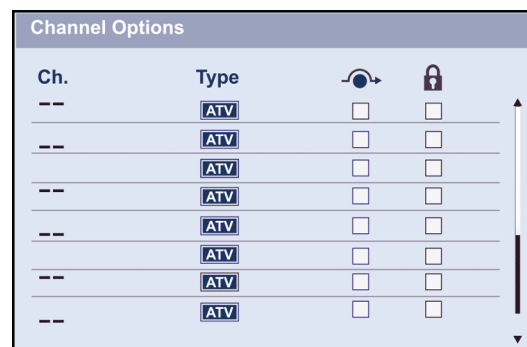 Channel Options
Ch. Type
-- ATV
-- ATV
ATV
-- ATV
-- ATV
ATV
-- ATV
-- ATV